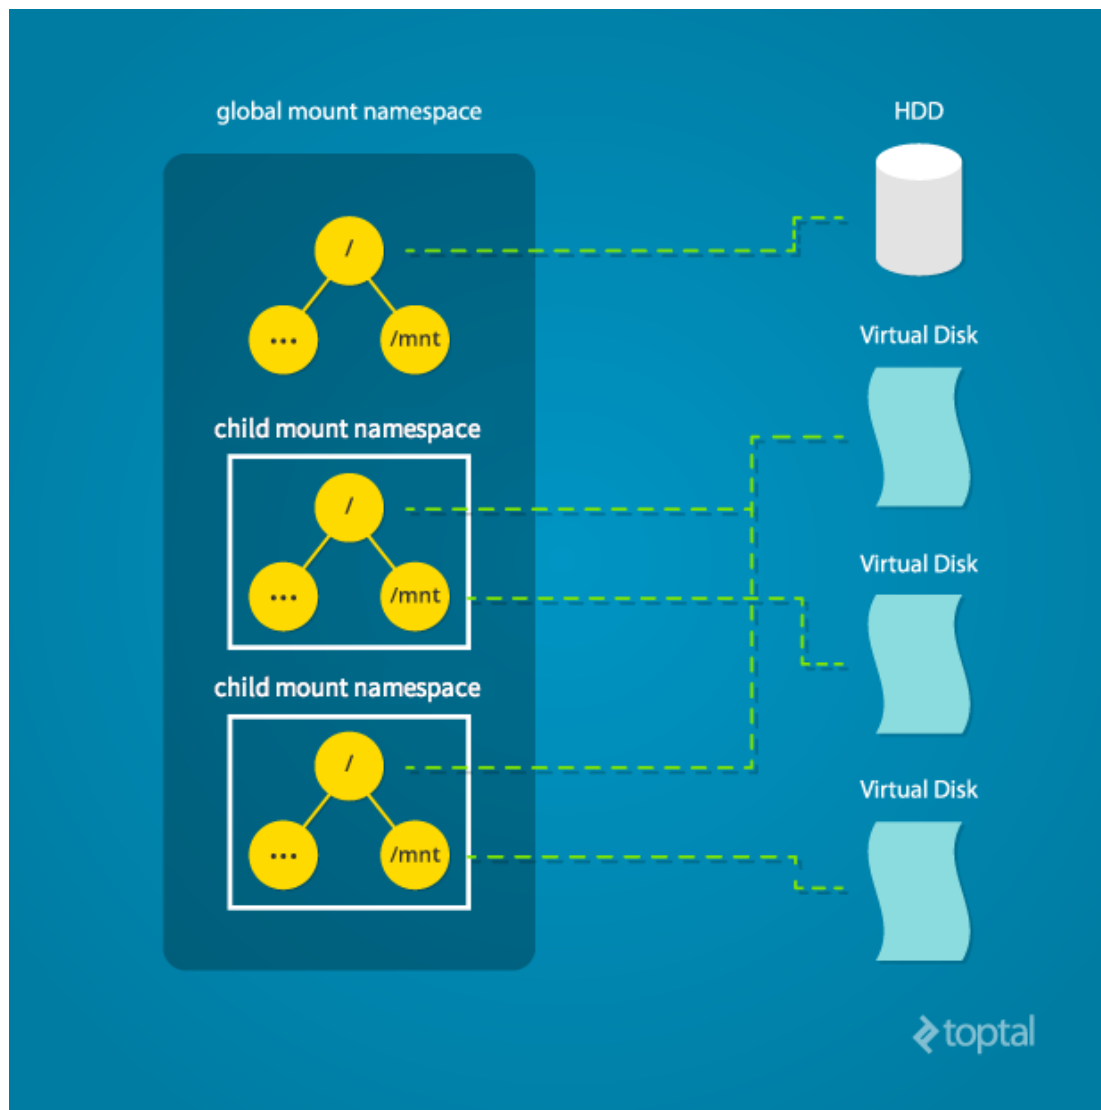 global mount namespace
HDD
/
... /mnt
Virtual Disk
child mount namespace
/
... /mnt
Virtual Disk
child mount namespace
/
... /mnt
Virtual Disk
toptal